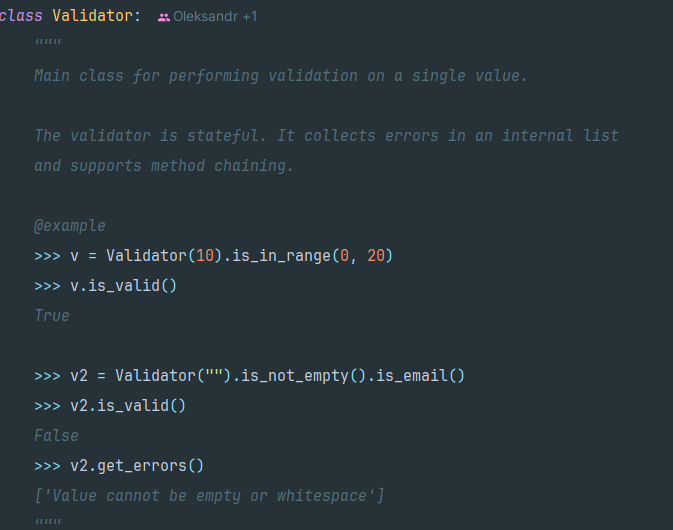 class Validator: Oleksandr +1
"""
Main class for performing validation on a single value.
The validator is stateful. It collects errors in an internal list
and supports method chaining.
@example
>>> v = Validator(10).is_in_range(0, 20)
>>> v.is_valid()
True
>>> v2 = Validator("").is_not_empty().is_email()
>>> v2.is_valid()
False
>>> v2.get_errors()
['Value cannot be empty or whitespace']
"""